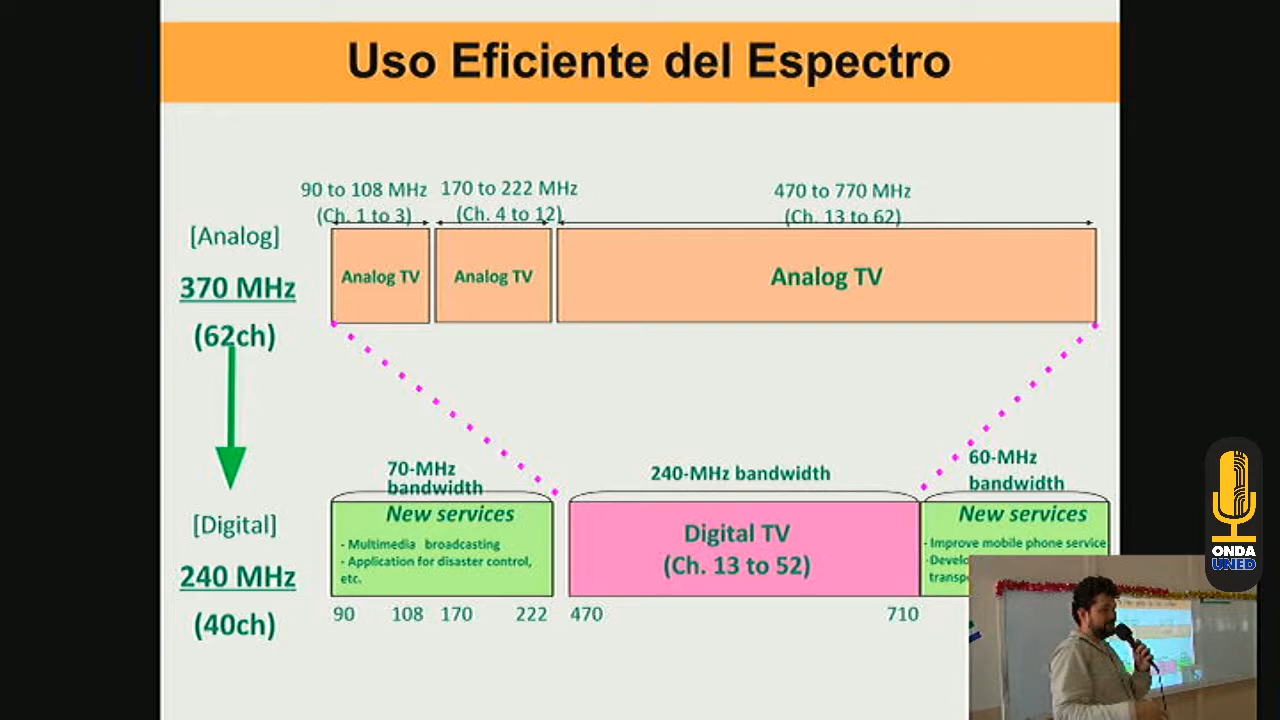 Uso Eficiente del Espectro
90 to 108 MHz
(Ch. 1 to 3)
170 to 222 MHz
(Ch. 4 to 12)
470 to 770 MHz
(Ch. 13 to 62)
[Analog]
370 MHz
(62ch)
Analog TV
Analog TV
Analog TV
70-MHz
bandwidth
240-MHz bandwidth
60-MHz
bandwidth
[Digital]
240 MHz
(40ch)
New services
- Multimedia broadcasting
- Application for disaster control,
etc.
Digital TV
(Ch. 13 to 52)
New services
- Improve mobile phone service
90 108 170 222 470 710
ONDA
UNED